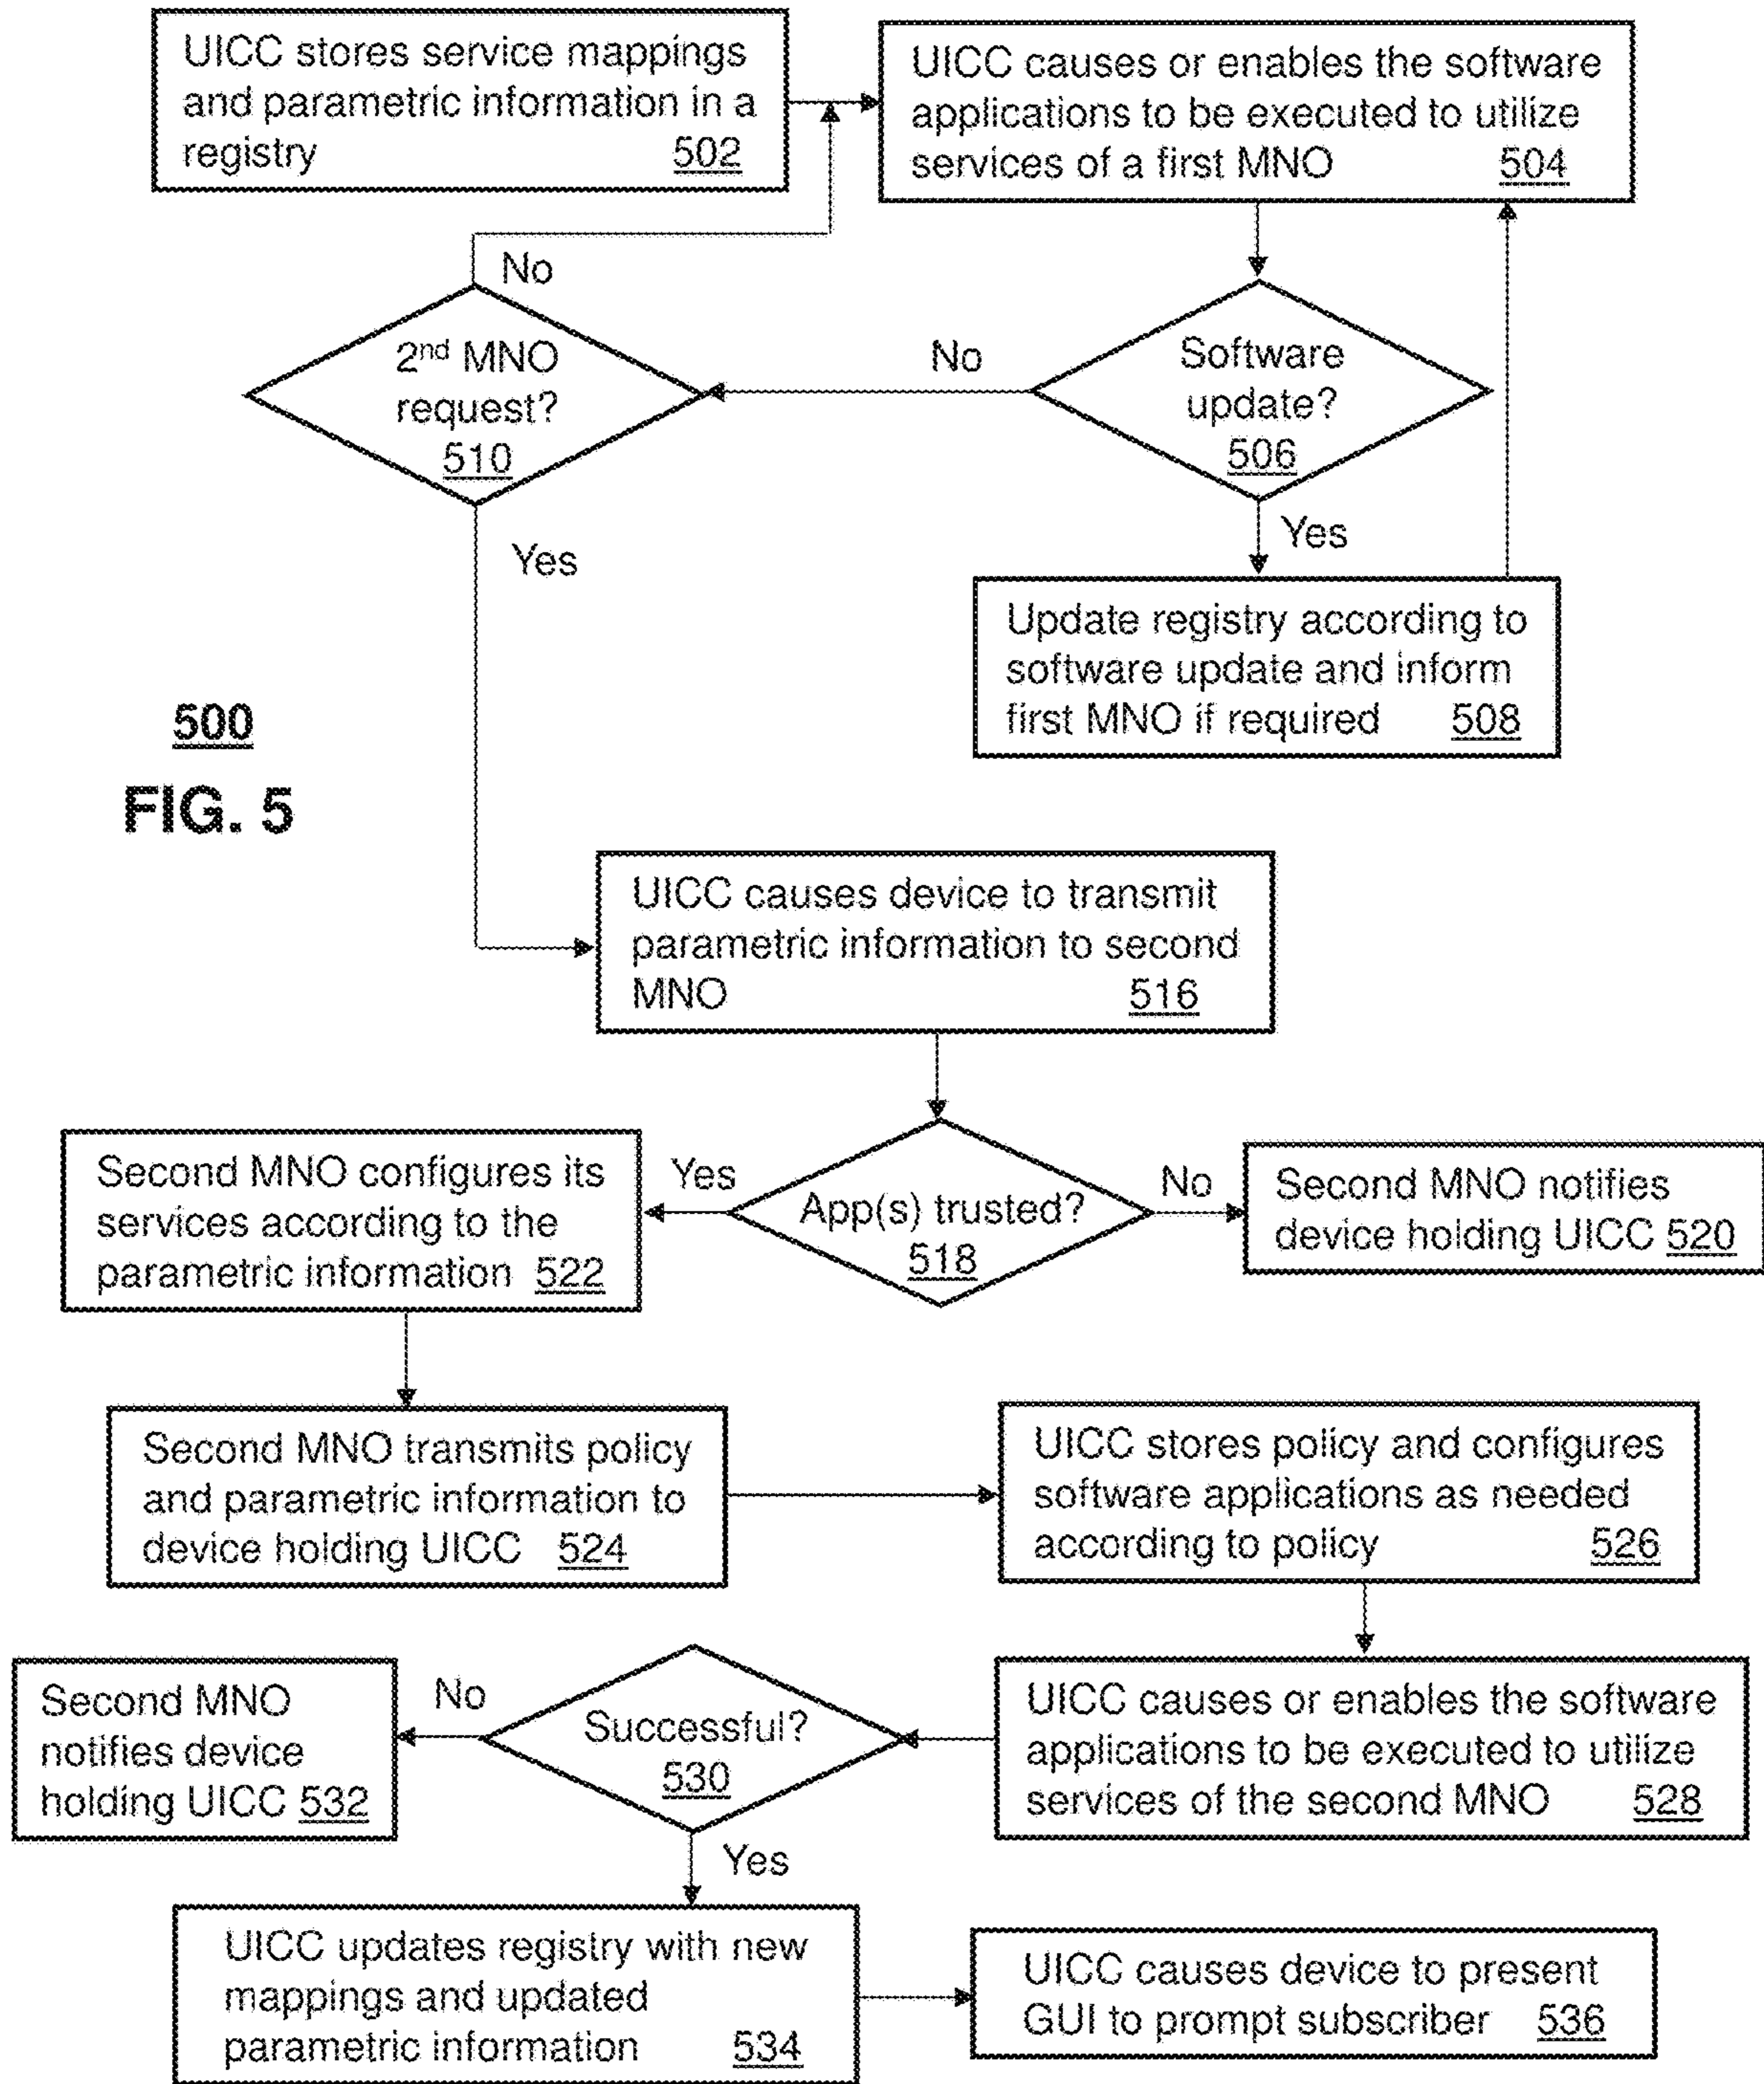 UICC stores service mappings
and parametric information in a
registry 502
UICC causes or enables the software
applications to be executed to utilize
services of a first MNO 504
No
2nd MNO
request?
510
No
Software
update?
506
Yes
Yes
Update registry according to
software update and inform
first MNO if required 508
500
FIG. 5
UICC causes device to transmit
parametric information to second
MNO 516
Second MNO configures its
services according to the
parametric information 522
Yes
App(s) trusted?
518
No
Second MNO notifies
device holding UICC 520
Second MNO transmits policy
and parametric information to
device holding UICC 524
UICC stores policy and configures
software applications as needed
according to policy 526
Second MNO
notifies device
holding UICC 532
No
Successful?
530
UICC causes or enables the software
applications to be executed to utilize
services of the second MNO 528
Yes
UICC updates registry with new
mappings and updated
parametric information 534
UICC causes device to present
GUI to prompt subscriber 536